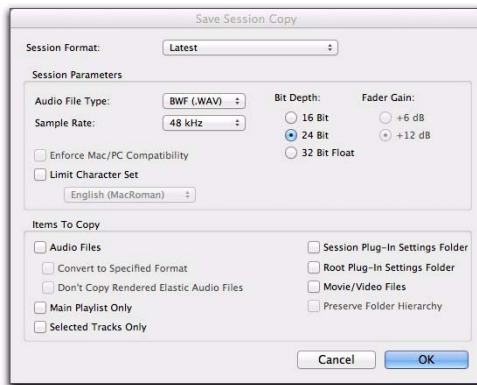 Save Session Copy
Session Format: Latest
Session Parameters
Audio File Type: BWF (.WAV)
Sample Rate: 48 kHz
Enforce Mac/PC Compatibility
Limit Character Set
English (MacRoman)
Bit Depth:
16 Bit
24 Bit
32 Bit Float
Fader Gain:
+6 dB
+12 dB
Items To Copy
Audio Files
Convert to Specified Format
Don't Copy Rendered Elastic Audio Files
Main Playlist Only
Selected Tracks Only
Session Plug-In Settings Folder
Root Plug-In Settings Folder
Movie/Video Files
Preserve Folder Hierarchy
Cancel OK